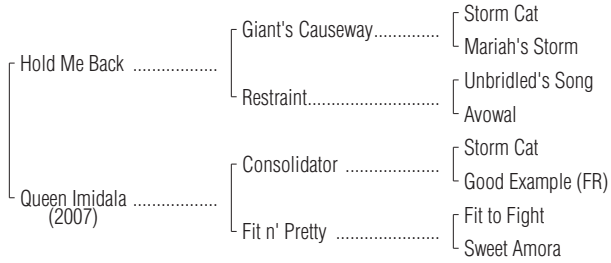 Storm Cat
Giant's Causeway..............
Mariah's Storm
Hold Me Back ..................
Unbridled's Song
Restraint............................
Avowal
Storm Cat
Consolidator ....................
Good Example (FR)
Queen Imidala ..................
(2007)
Fit to Fight
Fit n' Pretty ......................
Sweet Amora